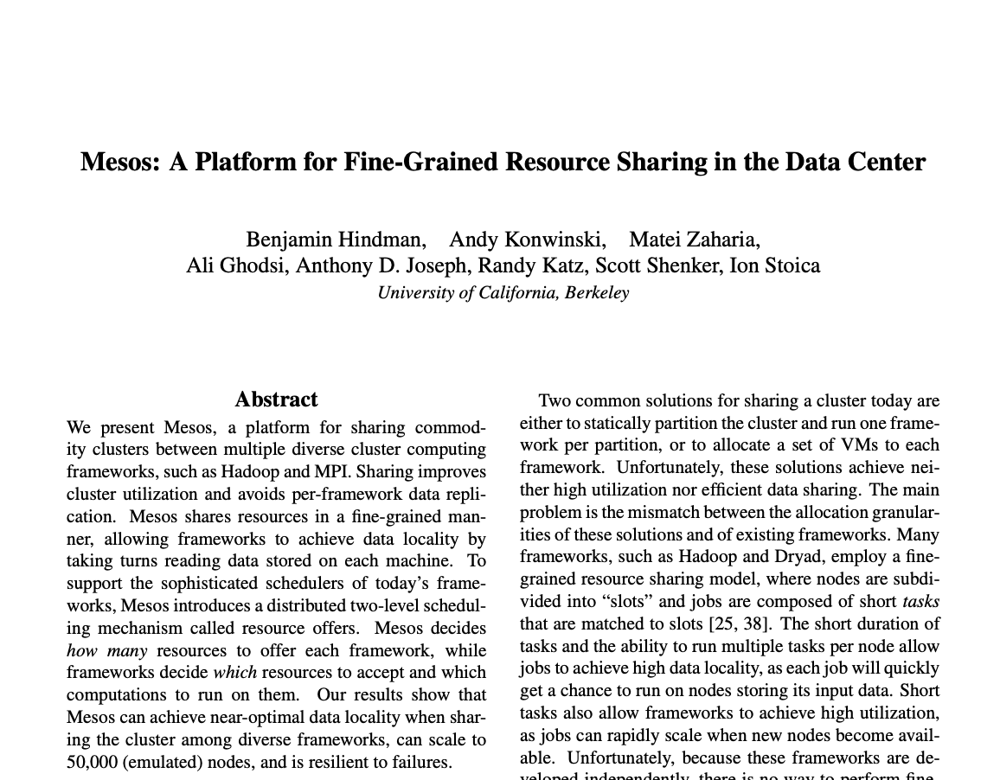 Mesos: A Platform for Fine-Grained Resource Sharing in the Data Center
Benjamin Hindman, Andy Konwinski, Matei Zaharia,
Ali Ghodsi, Anthony D. Joseph, Randy Katz, Scott Shenker, Ion Stoica
University of California, Berkeley
Abstract
We present Mesos, a platform for sharing commod-
ity clusters between multiple diverse cluster computing
frameworks, such as Hadoop and MPI. Sharing improves
cluster utilization and avoids per-framework data repli-
cation. Mesos shares resources in a fine-grained man-
ner, allowing frameworks to achieve data locality by
taking turns reading data stored on each machine. To
support the sophisticated schedulers of today's frame-
works, Mesos introduces a distributed two-level schedul-
ing mechanism called resource offers. Mesos decides
how many resources to offer each framework, while
frameworks decide which resources to accept and which
computations to run on them. Our results show that
Mesos can achieve near-optimal data locality when shar-
ing the cluster among diverse frameworks, can scale to
50,000 (emulated) nodes, and is resilient to failures.
Two common solutions for sharing a cluster today are
either to statically partition the cluster and run one frame-
work per partition, or to allocate a set of VMs to each
framework. Unfortunately, these solutions achieve nei-
ther high utilization nor efficient data sharing. The main
problem is the mismatch between the allocation granular-
ities of these solutions and of existing frameworks. Many
frameworks, such as Hadoop and Dryad, employ a fine-
grained resource sharing model, where nodes are subdi-
vided into “slots” and jobs are composed of short tasks
that are matched to slots [25, 38]. The short duration of
tasks and the ability to run multiple tasks per node allow
jobs to achieve high data locality, as each job will quickly
get a chance to run on nodes storing its input data. Short
tasks also allow frameworks to achieve high utilization,
as jobs can rapidly scale when new nodes become avail-
able. Unfortunately, because these frameworks are de-
veloped independently, there is no way to perform fine-